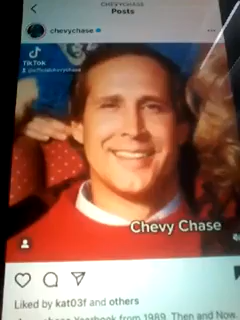 CHEVYCHASE
Posts
chevychase
TikTok
Chevy Chase
Liked by kat03f and others
Yearbook from 1989. Then and Now